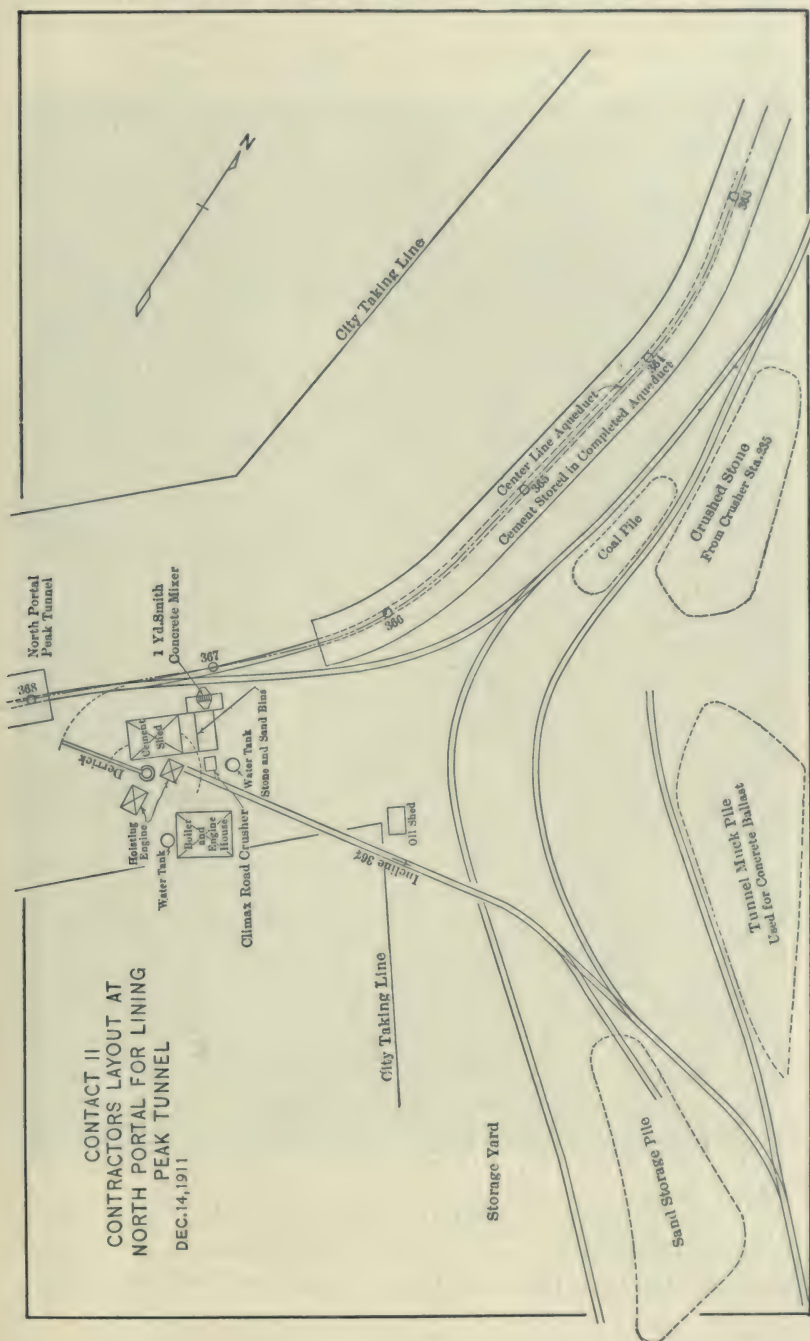 CONTACT 11
CONTRACTORS LAYOUT AT
NORTH PORTAL FOR LINING
PEAK TUNNEL
DEC.14,1911
N
City Taking Line
North Portal
Peak Tunnel
368
367
1 Yd.Smith
Concrete Mixer
366
Center Line Aqueduct
365
Cement Stored in Completed Aqueduct
364
363
Derrick
Cement
Shed
Hoisting
Engine
Water Tank
Boiler
and
Engine
House
Water Tank
Stone and Sand Bins
Climax Road Crusher
Oil Shed
Incline
City Taking Line
Coal Pile
Crushed Stone
From Crusher Sta.235
Storage Yard
Tunnel Muck Pile
Used for Concrete Ballast
Sand Storage Pile